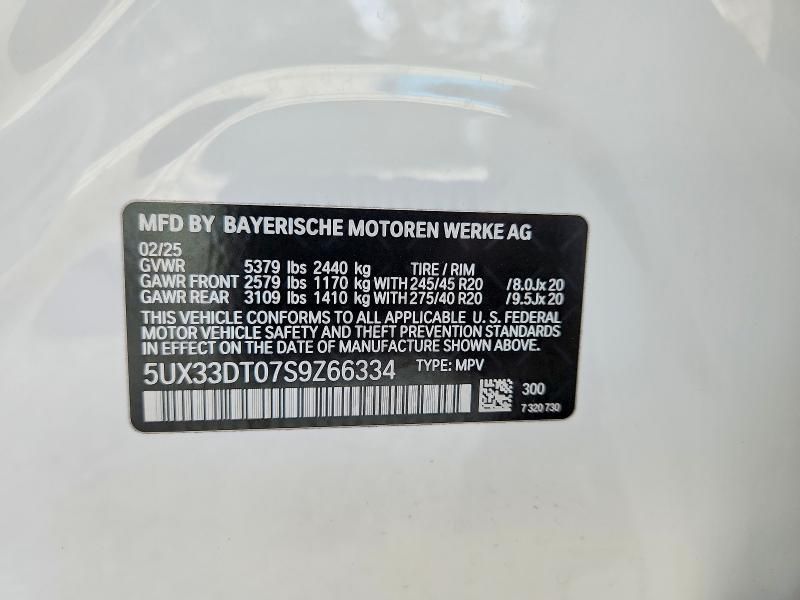 MFD BY BAYERISCHE MOTOREN WERKE AG
02/25
GVWR 5379 lbs 2440 kg TIRE / RIM
GAWR FRONT 2579 lbs 1170 kg WITH 245/45 R20 /8.0Jx20
GAWR REAR 3109 lbs 1410 kg WITH 275/40 R20 /9.5Jx20
THIS VEHICLE CONFORMS TO ALL APPLICABLE U. S. FEDERAL
MOTOR VEHICLE SAFETY AND THEFT PREVENTION STANDARDS
IN EFFECT ON THE DATE OF MANUFACTURE SHOWN ABOVE.
5UX33DT07S9Z66334 TYPE: MPV
300
7 320 730